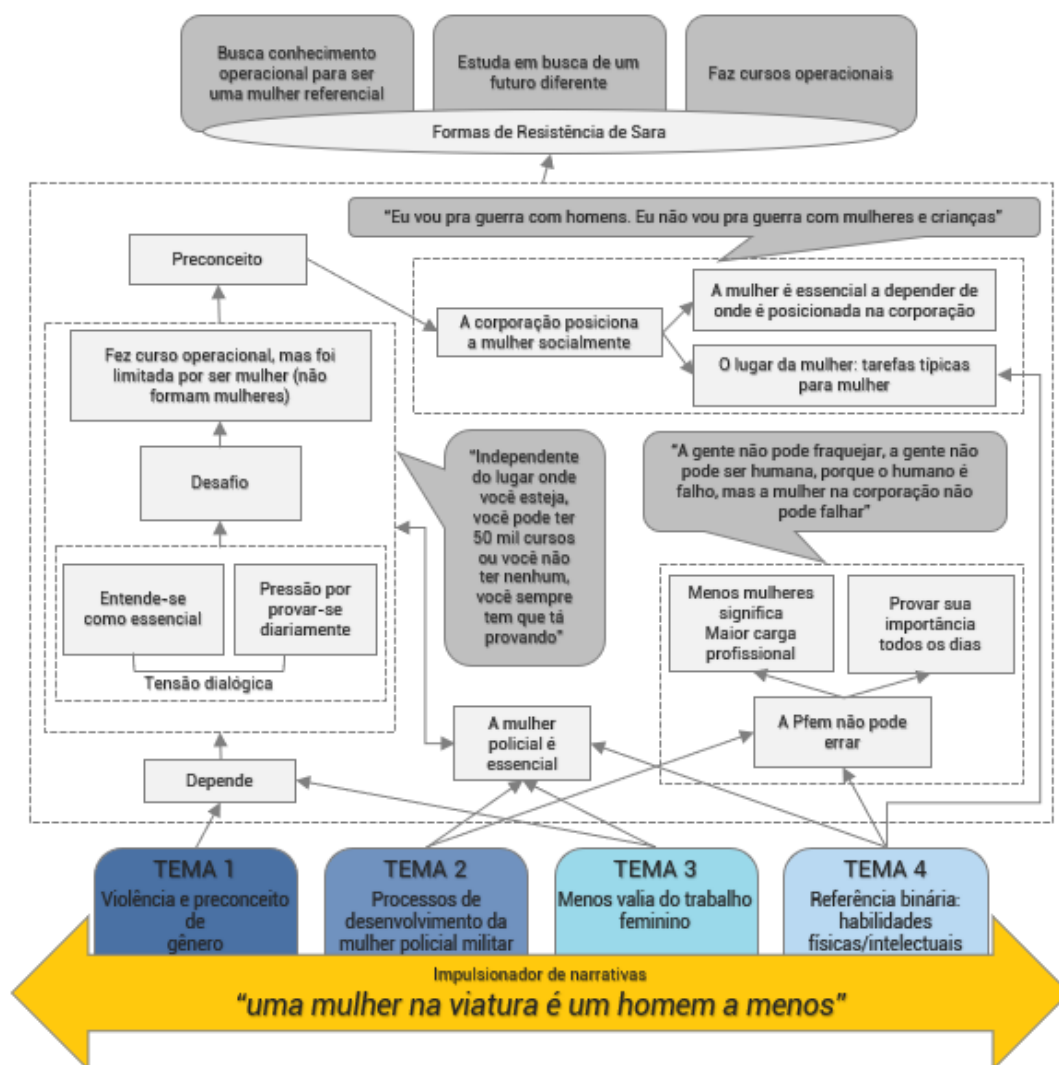 Busca conhecimento
operacional para ser
uma mulher referencial
Estuda em busca de um
futuro diferente
Faz cursos operacionais
Formas de Resistência de Sara
“Eu vou pra guerra com homens. Eu não vou pra guerra com mulheres e crianças”
Preconceito
A corporação posiciona
a mulher socialmente
A mulher é essencial a depender de
onde é posicionada na corporação
O lugar da mulher: tarefas típicas
para mulher
Fez curso operacional, mas foi
limitada por ser mulher (não
formam mulheres)
Desafio
“Independente
do lugar onde
você esteja,
você pode ter
50 mil cursos
ou você não
ter nenhum,
você sempre
tem que tá
provando”
“A gente não pode fraquejar, a gente não
pode ser humana, porque o humano é
falho, mas a mulher na corporação não
pode falhar”
Entende-se
como essencial
Pressão por
provar-se
diariamente
Tensão dialógica
Menos mulheres
significa
Maior carga
profissional
Provar sua
importância
todos os dias
A mulher
policial é
essencial
A Pfem não pode
errar
Depende
TEMA 1
Violência e preconceito
de
gênero
TEMA 2
Processos de
desenvolvimento da
mulher policial militar
TEMA 3
Menos valia do trabalho
feminino
TEMA 4
Referência binária:
habilidades
físicas/intelectuais
Impulsionador de narrativas
“uma mulher na viatura é um homem a menos”